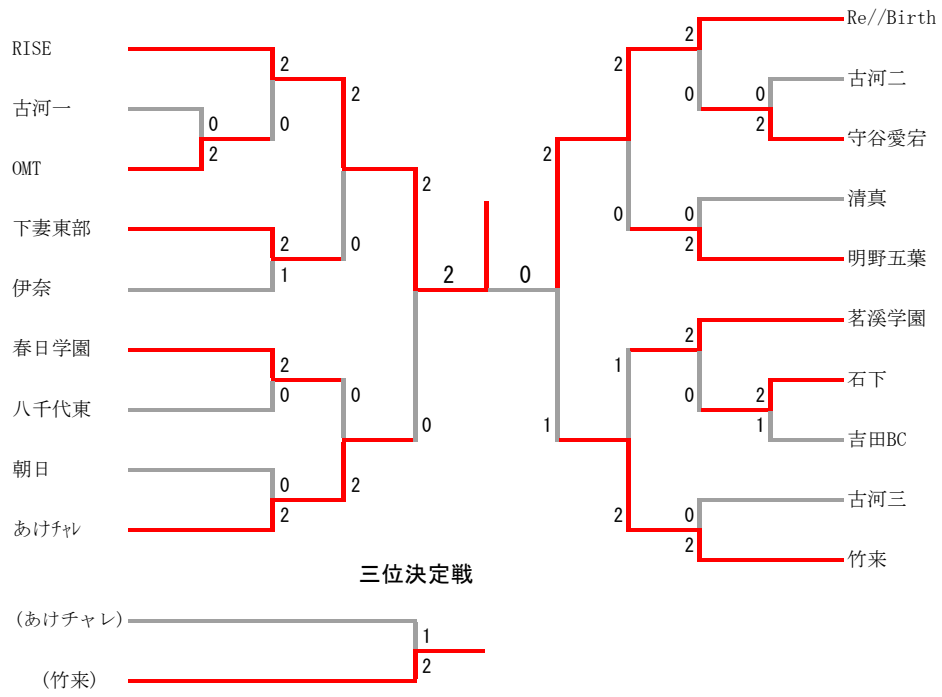 RISE
2
2
古河一
0
0
OMT
2
2
下妻東部
2
0
伊奈
1
春日学園
2
八千代東
0
0
0
朝日
0
2
あけチャレ
2
2
0
Re//Birth
2
2
古河二
0
0
守谷愛宕
2
2
清真
0
0
明野五葉
2
茗溪学園
2
1
石下
2
0
吉田BC
1
1
古河三
0
2
竹来
2
三位決定戦
(あけチャレ)
1
(竹来)
2